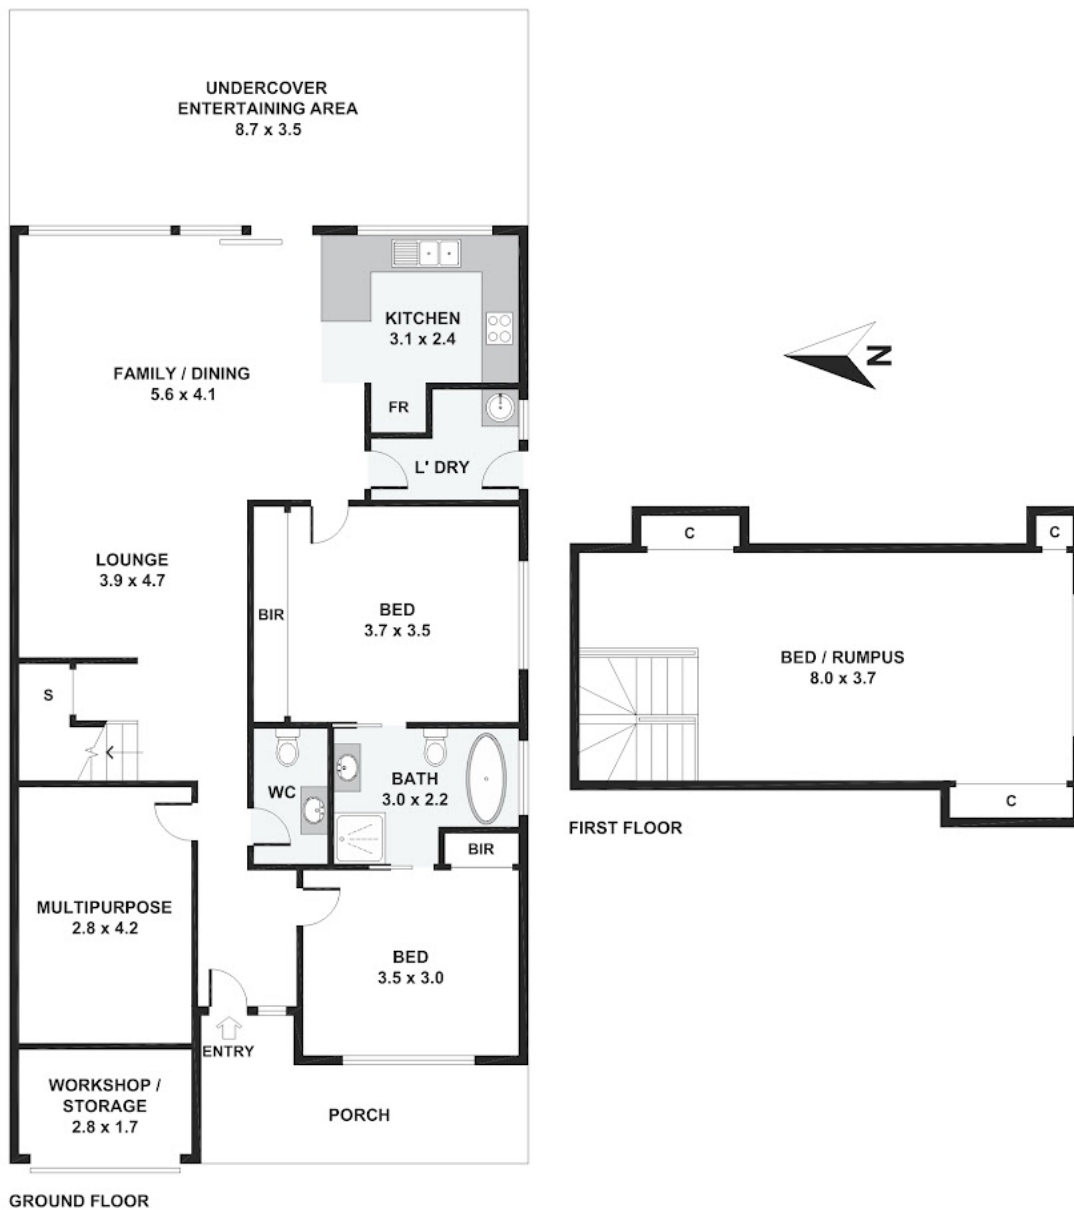 UNDERCOVER
ENTERTAINING AREA
8.7 x 3.5
KITCHEN
3.1 x 2.4
FAMILY / DINING
5.6 x 4.1
FR
L' DRY
LOUNGE
3.9 x 4.7
BIR
BED
3.7 x 3.5
S
WC
BATH
3.0 x 2.2
BIR
MULTIPURPOSE
2.8 x 4.2
BED
3.5 x 3.0
ENTRY
WORKSHOP /
STORAGE
2.8 x 1.7
PORCH
GROUND FLOOR
N
C
C
BED / RUMPUS
8.0 x 3.7
C
FIRST FLOOR